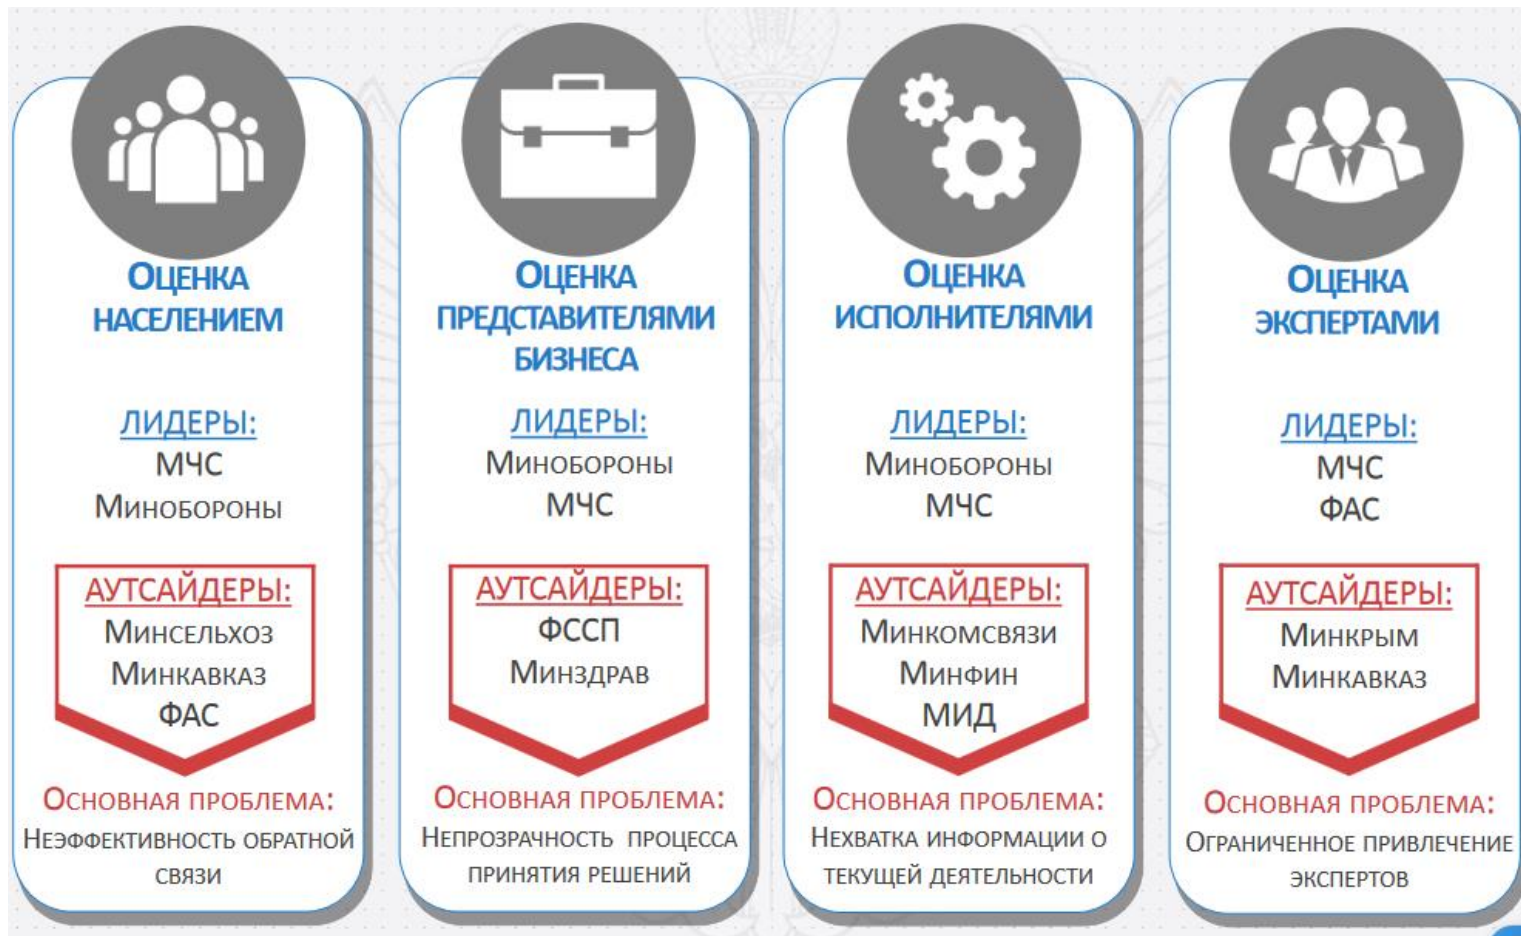 Оценка
населением
ЛИДЕРЫ:
МЧС
Минобороны
АУТСАЙДЕРЫ:
Минсельхоз
Минкавказ
ФАС
Основная проблема:
Неэффективность обратной
связи
Оценка
представителями
бизнеса
ЛИДЕРЫ:
Минобороны
МЧС
АУТСАЙДЕРЫ:
ФССП
Минздрав
Основная проблема:
Непрозрачность процесса
принятия решений
Оценка
исполнителями
ЛИДЕРЫ:
Минобороны
МЧС
АУТСАЙДЕРЫ:
Минкомсвязи
Минфин
МИД
Основная проблема:
Нехватка информации о
текущей деятельности
Оценка
экспертами
ЛИДЕРЫ:
МЧС
ФАС
АУТСАЙДЕРЫ:
Минкрым
Минкавказ
Основная проблема:
Ограниченное привлечение
экспертов